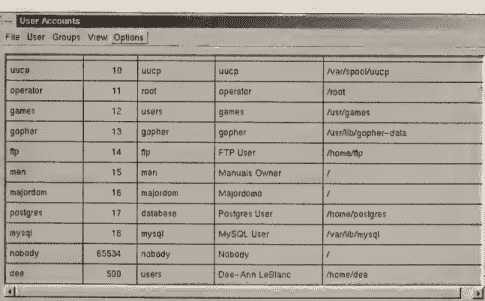 User Accounts
File User Groups View Options
uucp 10 uucp uucp /var/spool/uucp
operator 11 root operator /root
games 12 users games /usr/games
gopher 13 gopher gopher /usr/lib/gopher-data
ftp 14 ftp FTP User /home/ftp
man 15 man Manuals Owner /
majordom 16 majordom Majordomo /
postgres 17 database Postgres User /home/postgres
mysql 18 mysql MySQL User /var/lib/mysql
nobody 65534 nobody Nobody /
dee 500 users Dee-Ann LeBlanc /home/dee